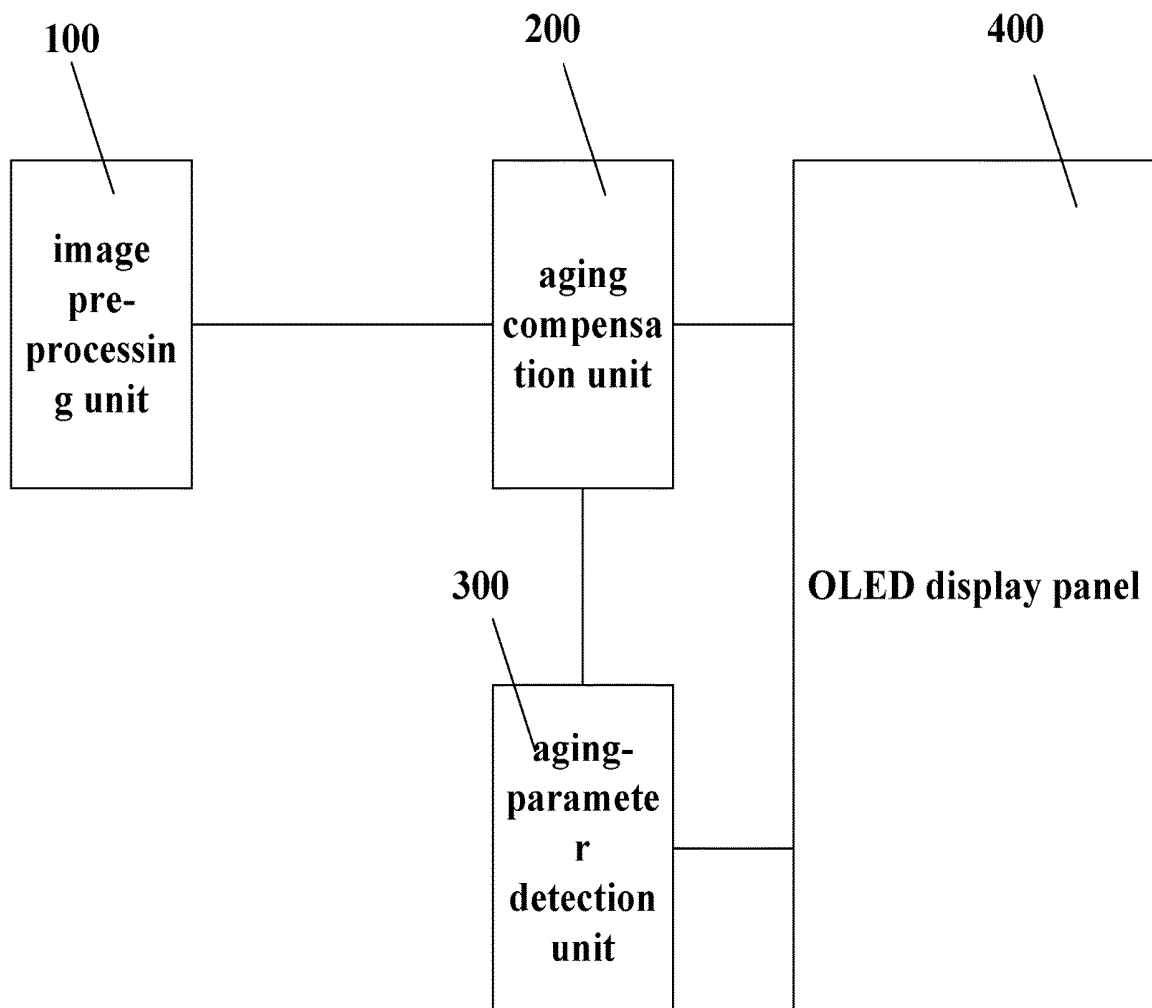 100
200
400
image
pre-
processin
g unit
aging
compensa
tion unit
300
OLED display panel
aging-
paramete
r
detection
unit